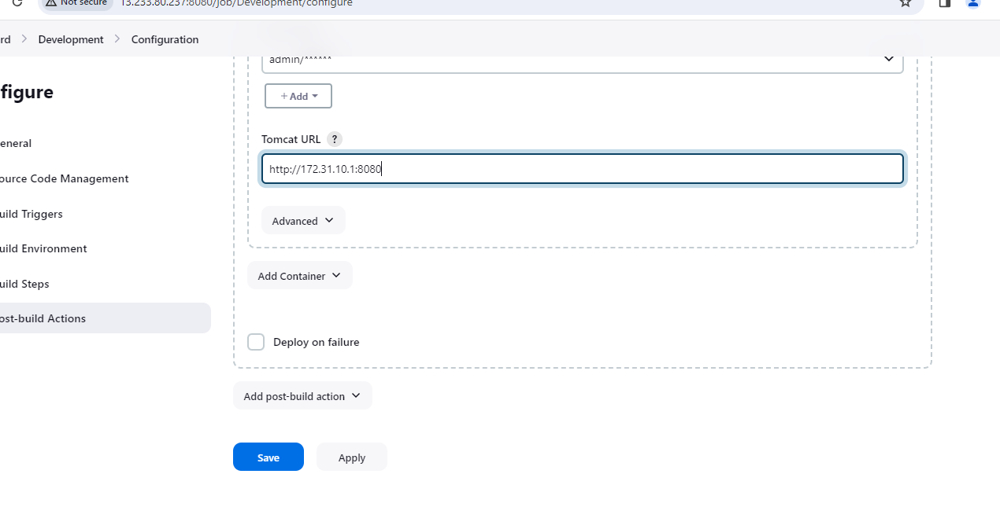 Not secure 13.233.80.237:8080/job/Development/configure
rd > Development > Configuration
admin/******
figure
+ Add
eneral
Tomcat URL ?
http://172.31.10.1:8080
ource Code Management
uild Triggers
Advanced
uild Environment
Add Container
uild Steps
ost-build Actions
Deploy on failure
Add post-build action
Save Apply